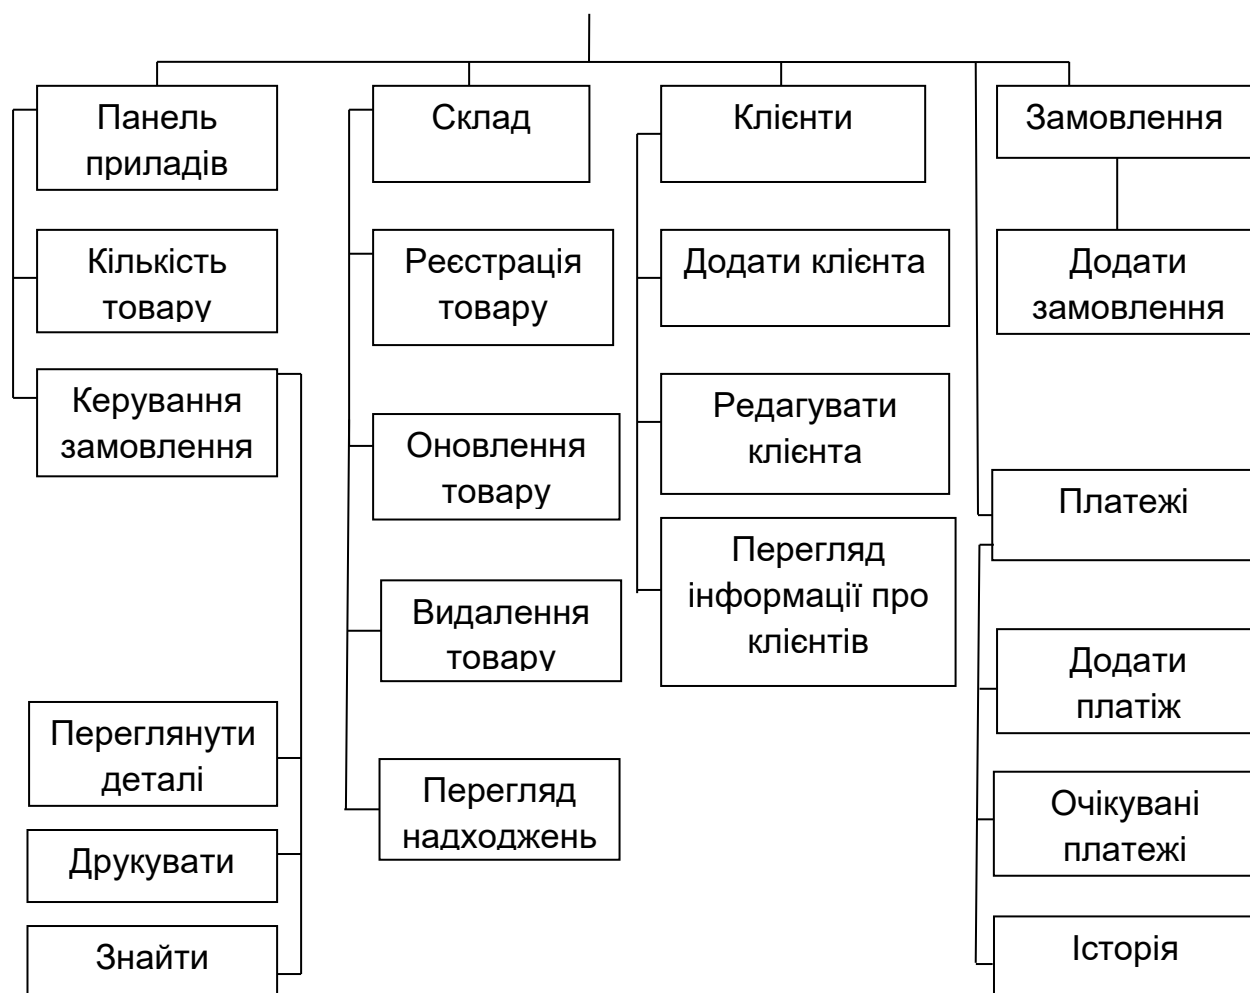 Панель
приладів
Склад
Клієнти
Замовлення
Кількість
товару
Реєстрація
товару
Додати клієнта
Додати
замовлення
Керування
замовлення
Оновлення
товару
Редагувати
клієнта
Платежі
Видалення
товару
Перегляд
інформації про
клієнтів
Додати
платіж
Переглянути
деталі
Перегляд
надходжень
Очікувані
платежі
Друкувати
Знайти
Історія